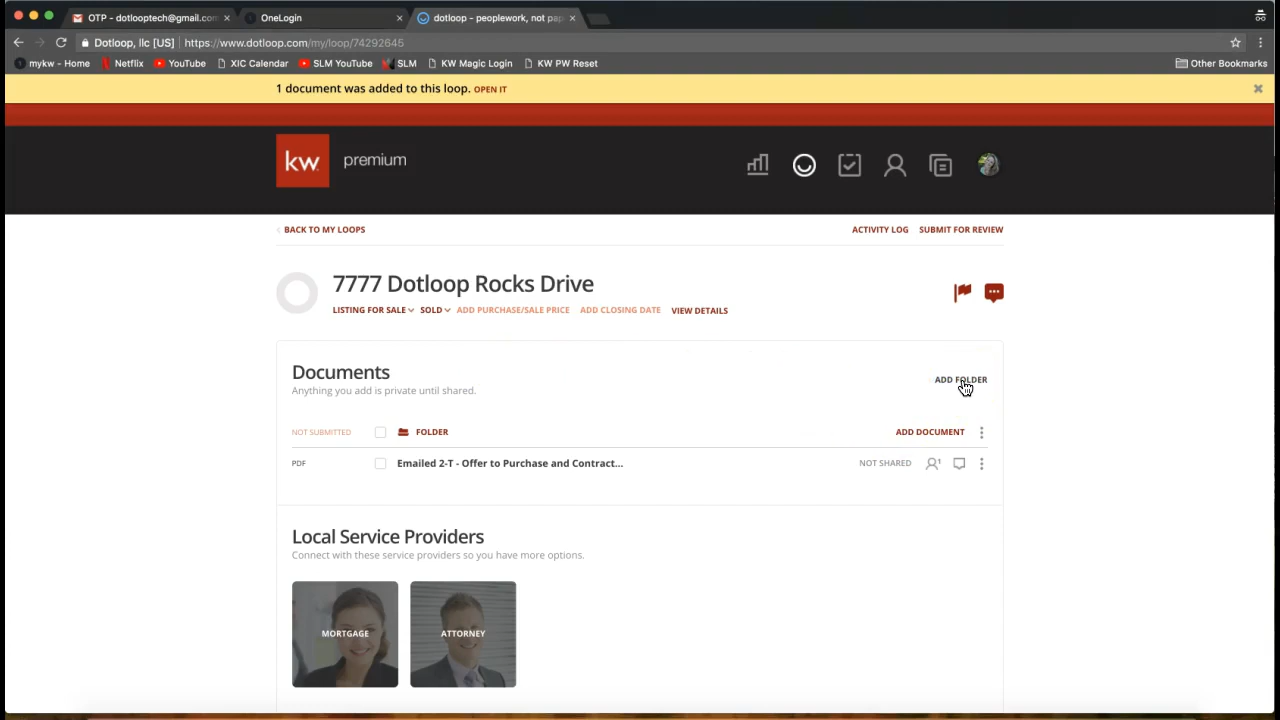 OTP - dotlooptech@gmail.com
OneLogin
dotloop - peoplework, not pap
Dotloop, llc [US] https://www.dotloop.com/my/loop/74292645
mykw - Home Netflix YouTube XIC Calendar SLM YouTube SLM KW Magic Login KW PW Reset Other Bookmarks
1 document was added to this loop. OPEN IT
kw premium
BACK TO MY LOOPS
ACTIVITY LOG SUBMIT FOR REVIEW
7777 Dotloop Rocks Drive
LISTING FOR SALE SOLD ADD PURCHASE/SALE PRICE ADD CLOSING DATE VIEW DETAILS
Documents
Anything you add is private until shared.
ADD FOLDER
NOT SUBMITTED FOLDER ADD DOCUMENT
PDF Emailed 2-T - Offer to Purchase and Contract... NOT SHARED 1
Local Service Providers
Connect with these service providers so you have more options.
MORTGAGE ATTORNEY